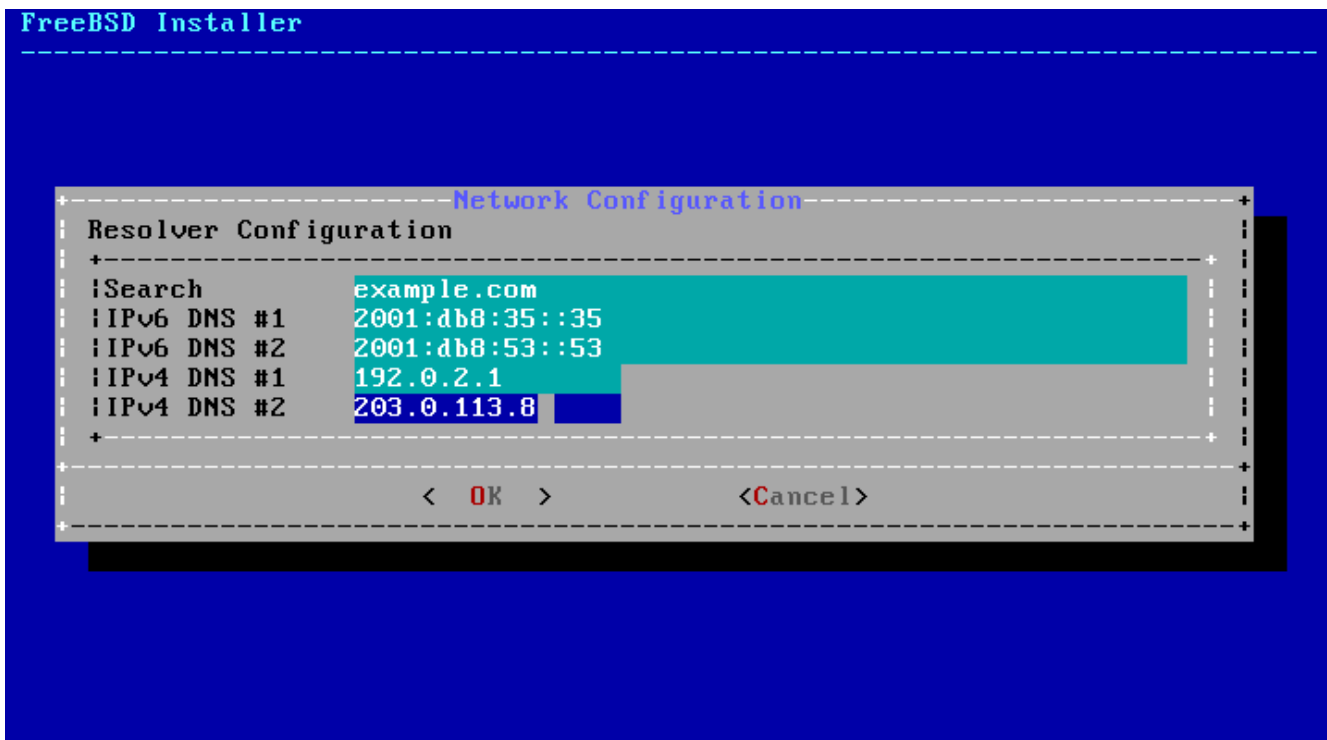 FreeBSD Installer
Network Configuration
Resolver Configuration
Search example.com
IPv6 DNS #1 2001:db8:35::35
IPv6 DNS #2 2001:db8:53::53
IPv4 DNS #1 192.0.2.1
IPv4 DNS #2 203.0.113.8
< OK > <Cancel>